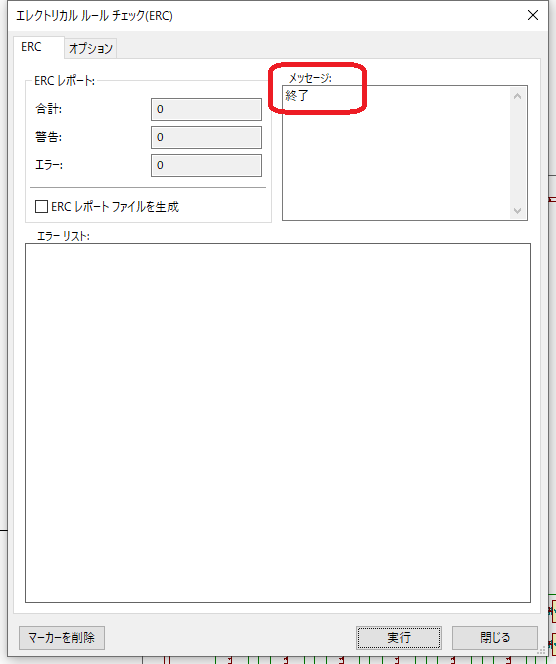 エレクトリカル ルール チェック(ERC)
ERC
オプション
ERC レポート:
合計:
0
警告:
0
エラー:
0
ERC レポート ファイルを生成
メッセージ:
終了
エラー リスト:
マーカーを削除
実行
閉じる